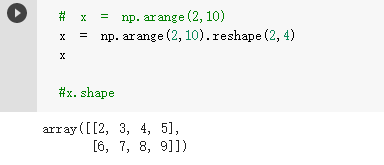 # x = np.arange(2,10)
x = np.arange(2,10).reshape(2,4)
x
#x.shape
array([[2, 3, 4, 5],
[6, 7, 8, 9]])